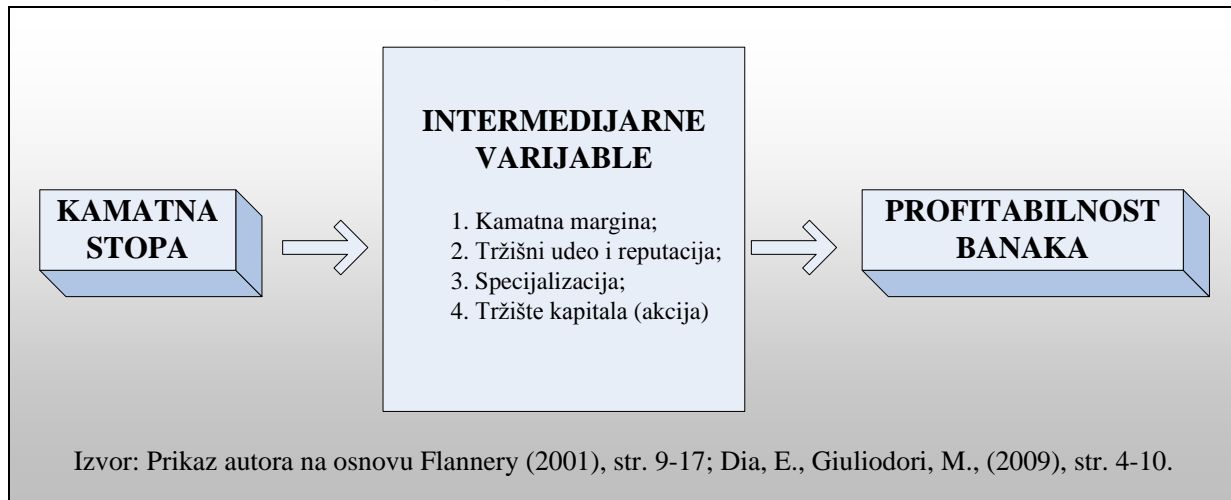 KAMATNA
STOPA
INTERMEDIJARNE
VARIJABLE
1. Kamatna margina;
2. Tržišni udeo i reputacija;
3. Specijalizacija;
4. Tržište kapitala (akcija)
PROFITABILNOST
BANAKA
Izvor: Prikaz autora na osnovu Flannery (2001), str. 9-17; Dia, E., Giuliodori, M., (2009), str. 4-10.